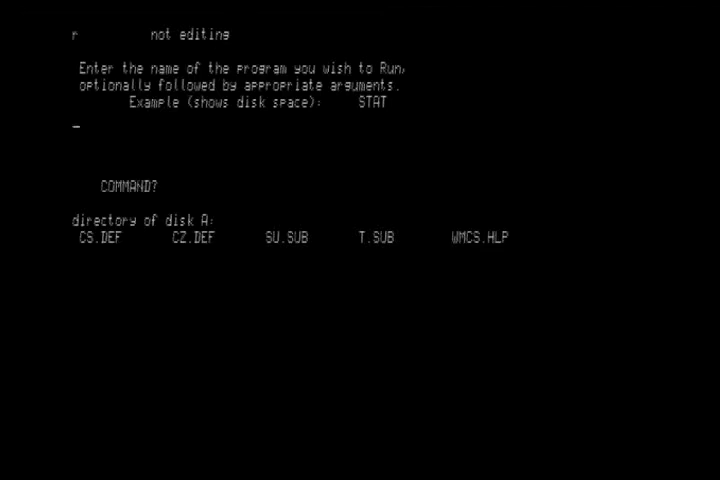 r not editing
Enter the name of the program you wish to Run,
optionally followed by appropriate arguments.
Example (shows disk space): STAT
_
COMMAND?
directory of disk A:
CS.DEF CZ.DEF SU.SUB T.SUB WMCS.HLP